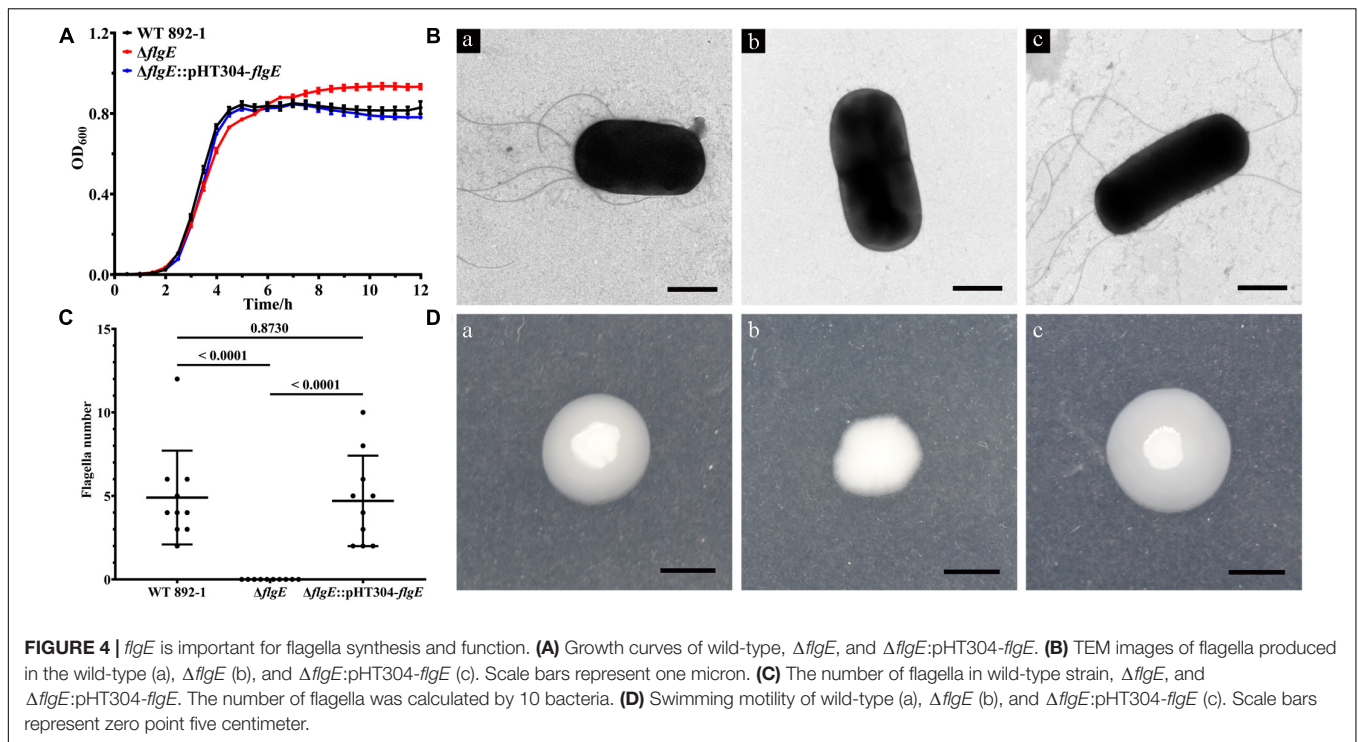 A
1.2
WT 892-1
ΔflgE
ΔflgE::pHT304-flgE
0.8
OD600
0.4
0.0
0 2 4 6 8 10 12
Time/h
B
a
b
c
C
15
0.8730
< 0.0001
< 0.0001
10
Flagella number
5
0
WT 892-1 ΔflgE ΔflgE::pHT304-flgE
D
a
b
c
FIGURE 4 | flgE is important for flagella synthesis and function. (A) Growth curves of wild-type, ΔflgE, and ΔflgE:pHT304-flgE. (B) TEM images of flagella produced
in the wild-type (a), ΔflgE (b), and ΔflgE:pHT304-flgE (c). Scale bars represent one micron. (C) The number of flagella in wild-type strain, ΔflgE, and
ΔflgE:pHT304-flgE. The number of flagella was calculated by 10 bacteria. (D) Swimming motility of wild-type (a), ΔflgE (b), and ΔflgE:pHT304-flgE (c). Scale bars
represent zero point five centimeter.